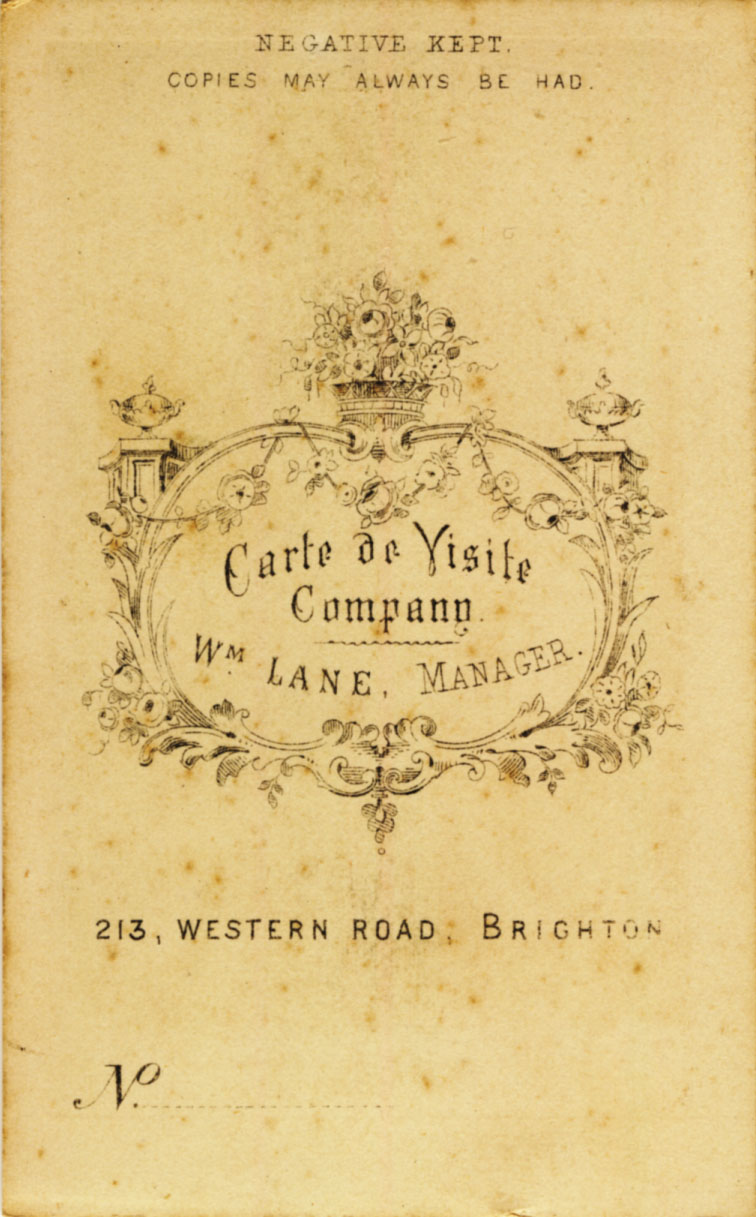 NEGATIVE KEPT.
COPIES MAY ALWAYS BE HAD.
Carte de Visite
Company.
Wm. LANE, MANAGER.
213, WESTERN ROAD, BRIGHTON
No.